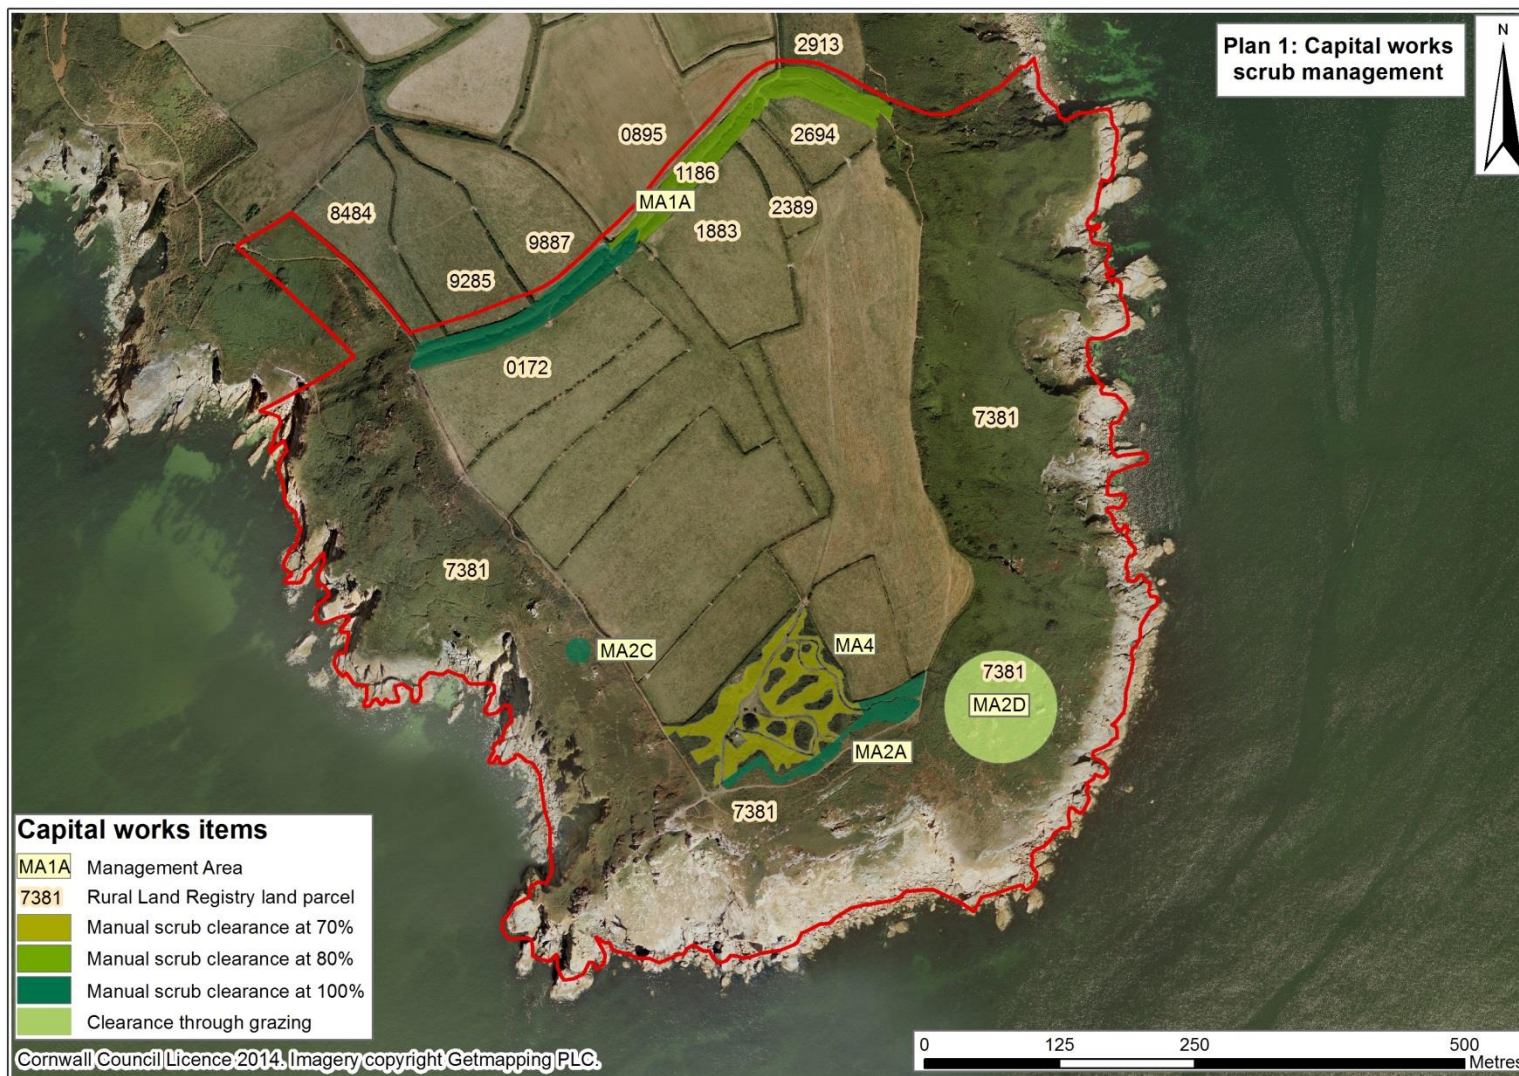 Plan 1: Capital works
scrub management
N
2913
0895
2694
1186
MA1A
2389
8484
1883
9887
9285
0172
7381
7381
MA2C
MA4
7381
MA2D
MA2A
7381
Capital works items
MA1A Management Area
7381 Rural Land Registry land parcel
Manual scrub clearance at 70%
Manual scrub clearance at 80%
Manual scrub clearance at 100%
Clearance through grazing
Cornwall Council Licence 2014. Imagery copyright Getmapping PLC.
0 125 250 500
Metres